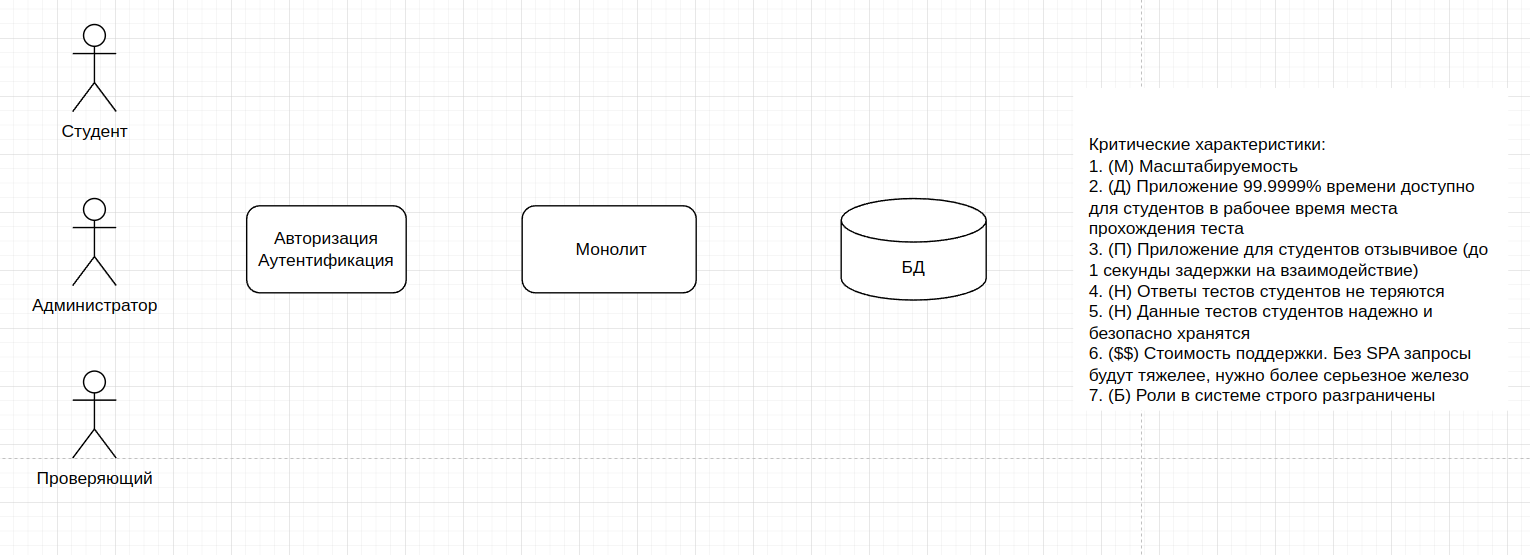 Студент
Администратор
Проверяющий
Авторизация
Аутентификация
Монолит
БД
Критические характеристики:
1. (М) Масштабируемость
2. (Д) Приложение 99.9999% времени доступно
для студентов в рабочее время места
прохождения теста
3. (П) Приложение для студентов отзывчивое (до
1 секунды задержки на взаимодействие)
4. (Н) Ответы тестов студентов не теряются
5. (Н) Данные тестов студентов надежно и
безопасно хранятся
6. ($$) Стоимость поддержки. Без SPA запросы
будут тяжелее, нужно более серьезное железо
7. (Б) Роли в системе строго разграничены